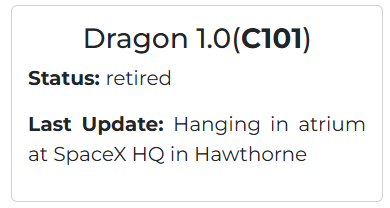 Dragon 1.0(C101)
Status: retired
Last Update: Hanging in atrium
at SpaceX HQ in Hawthorne